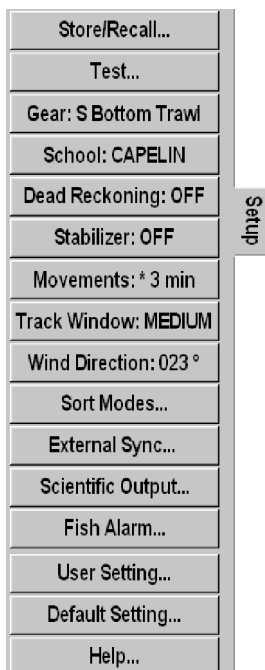 Store/Recall...
Test...
Gear: S Bottom Trawl
School: CAPELIN
Dead Reckoning: OFF
Stabilizer: OFF
Movements: * 3 min
Track Window: MEDIUM
Wind Direction: 023 °
Sort Modes...
External Sync...
Scientific Output...
Fish Alarm...
User Setting...
Default Setting...
Help...
Setup